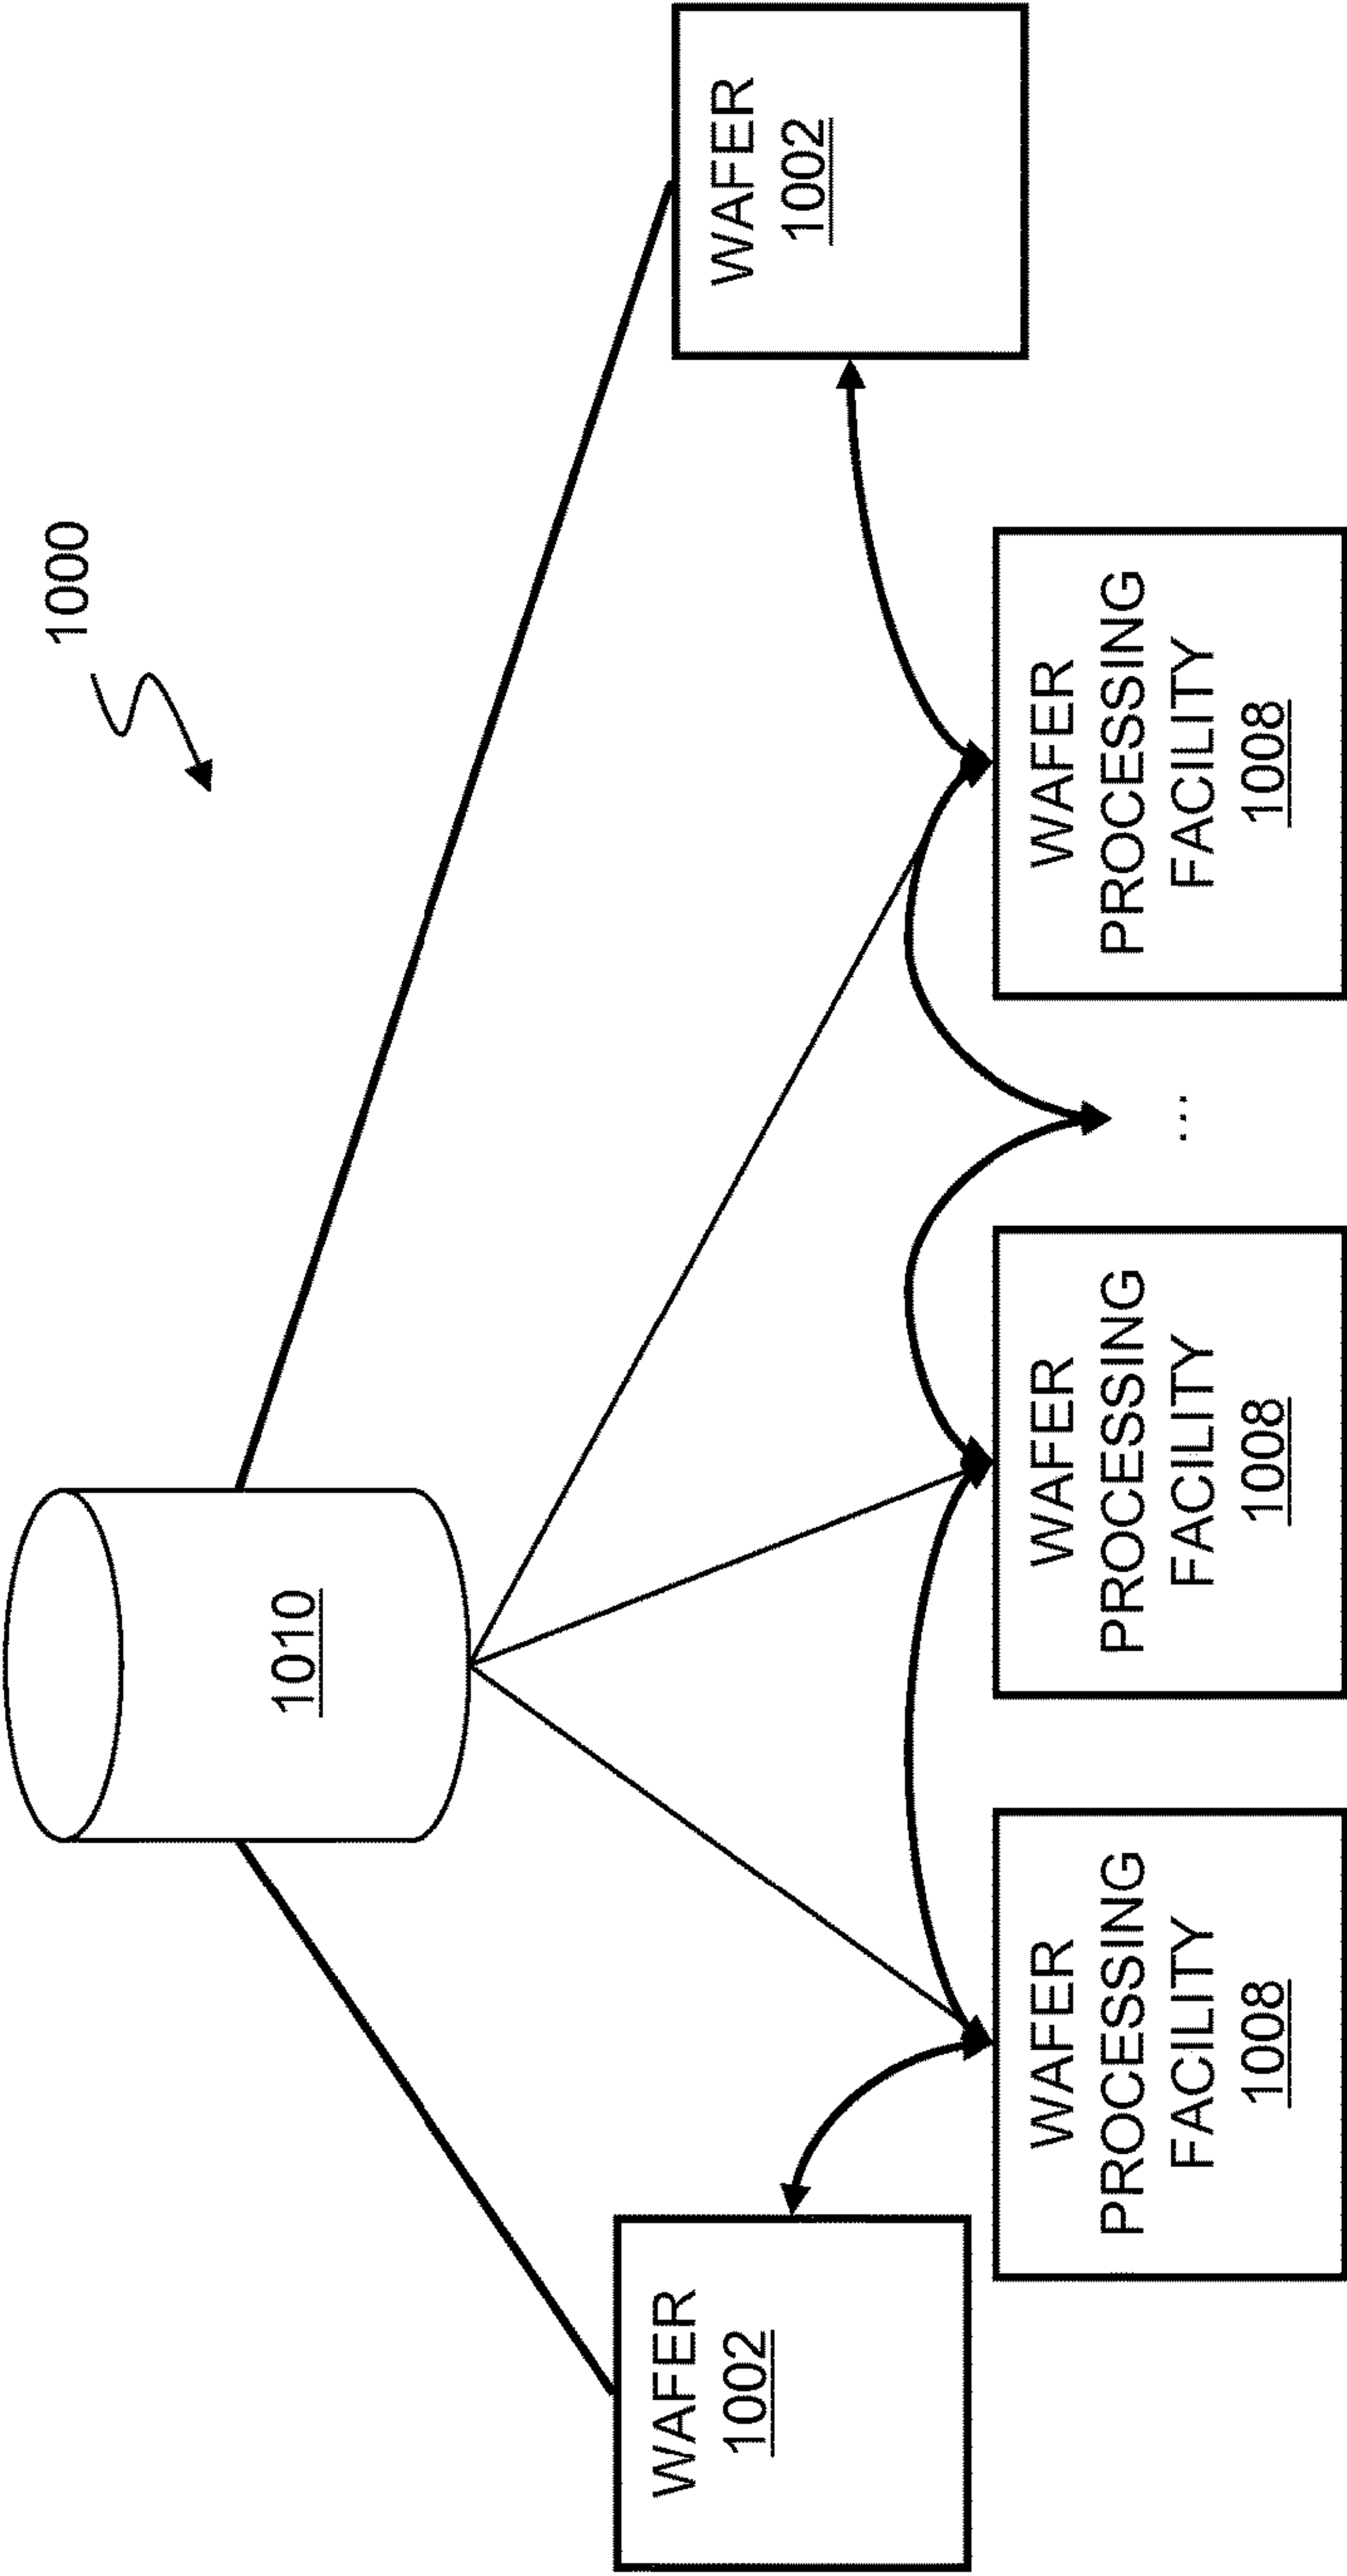 1000
1010
WAFER
1002
WAFER
1002
WAFER
PROCESSING
FACILITY
1008
WAFER
PROCESSING
FACILITY
1008
...
WAFER
PROCESSING
FACILITY
1008